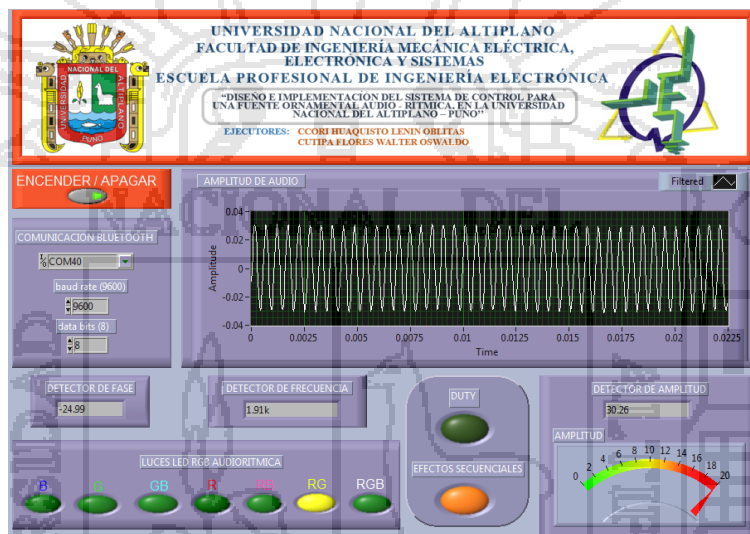 UNIVERSIDAD NACIONAL DEL ALTIPLANO
FACULTAD DE INGENIERÍA MECÁNICA ELÉCTRICA,
ELECTRÓNICA Y SISTEMAS
ESCUELA PROFESIONAL DE INGENIERÍA ELECTRÓNICA
“DISEÑO E IMPLEMENTACION DEL SISTEMA DE CONTROL PARA
UNA FUENTE ORNAMENTAL AUDIO - RITMICA, EN LA UNIVERSIDAD
NACIONAL DEL ALTIPLANO – PUNO”
EJECUTORES: CCORI HUAQUISTO LENIN OBLITAS
CUTIPA FLORES WALTER OSWALDO
NACIONAL DEL
UNIVERSIDAD
ALTIPLANO
PUNO
ENCENDER / APAGAR
COMUNICACION BLUETOOTH
COM40
baud rate (9600)
9600
data bits (8)
8
AMPLITUD DE AUDIO
Filtered
Amplitude
0.04
0.02
0
-0.02
-0.04
0 0.0025 0.005 0.0075 0.01 0.0125 0.015 0.0175 0.02 0.0225
Time
DETECTOR DE FASE
-24.99
DETECTOR DE FRECUENCIA
1.91k
DUTY
EFECTOS SECUENCIALES
DETECTOR DE AMPLITUD
30.26
AMPLITUD
0 2 4 6 8 10 12 14 16 18 20
LUCES LED RGB AUDIORITMICA
B G GB R RB RG RGB
NACIONAL DEL